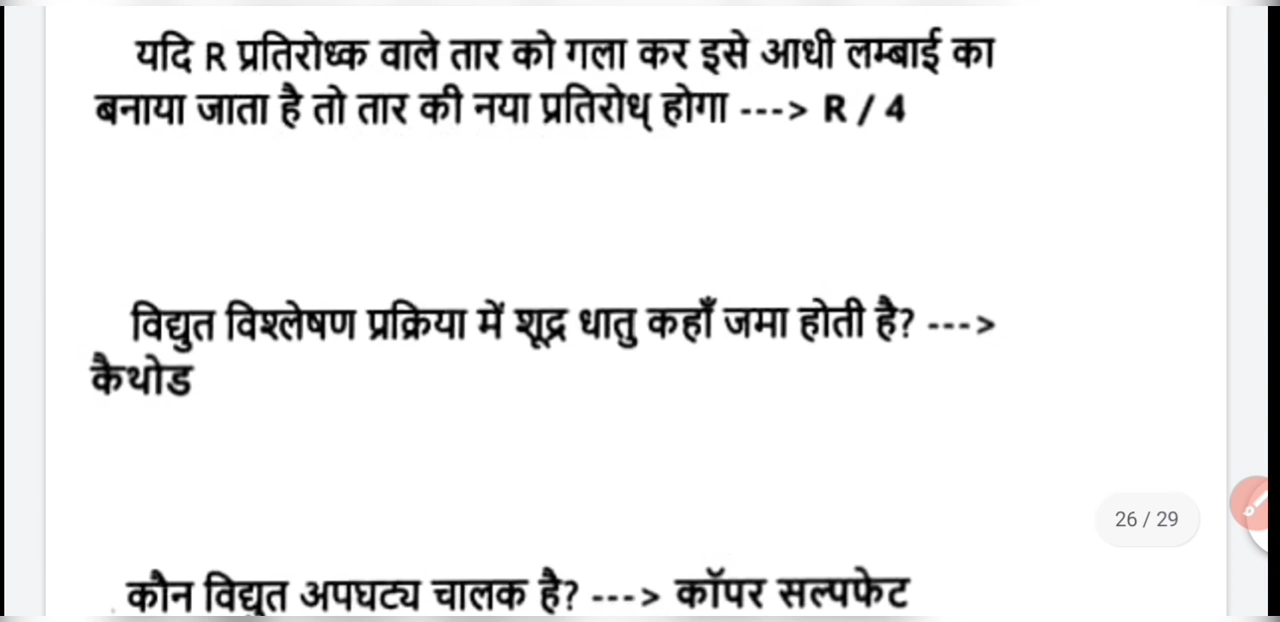 यदि R प्रतिरोध्क वाले तार को गला कर इसे आधी लम्बाई का
बनाया जाता है तो तार की नया प्रतिरोध् होगा ---> R / 4
विद्युत विश्लेषण प्रक्रिया में शूद्र धातु कहाँ जमा होती है? --->
कैथोड
26 / 29
कौन विद्युत अपघट्य चालक है? ---> कॉपर सल्पफेट